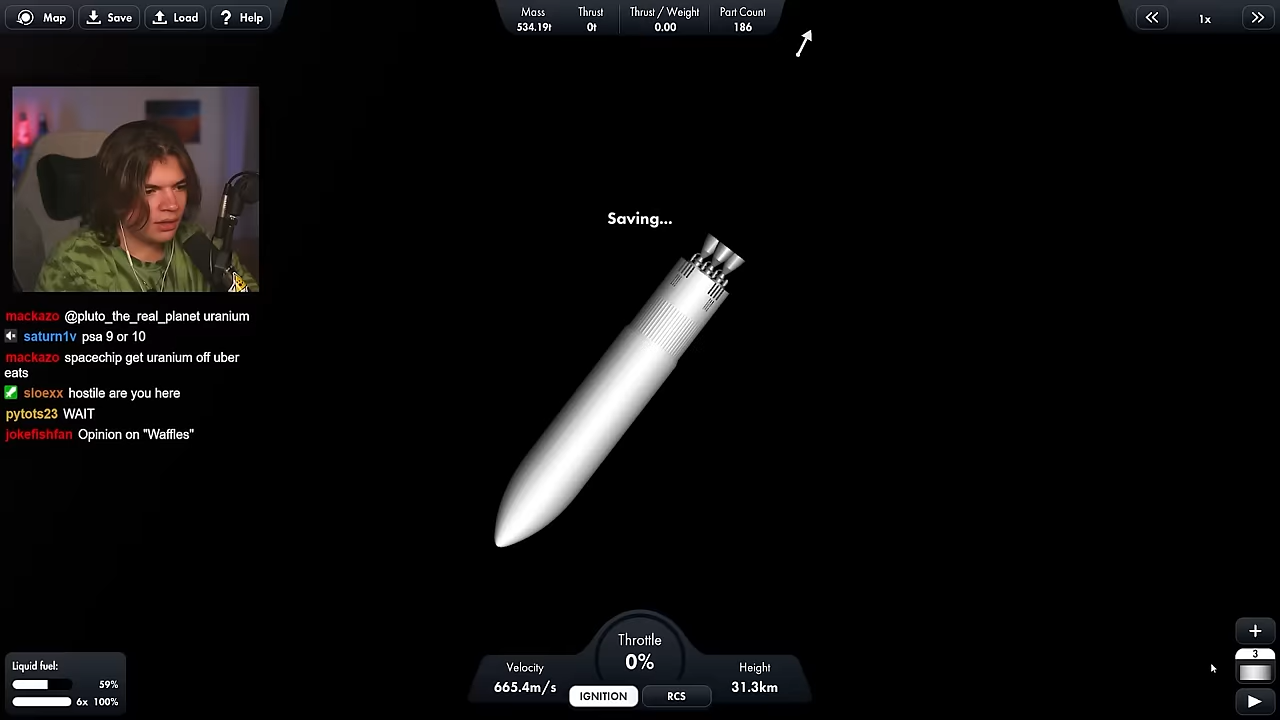 Map
Save
Load
? Help
Mass
534.19t
Thrust
0t
Thrust / Weight
0.00
Part Count
186
1x
Saving...
mackazo @pluto_the_real_planet uranium
saturn1v psa 9 or 10
mackazo spacechip get uranium off uber
eats
sloexx hostile are you here
pytots23 WAIT
jokefishfan Opinion on "Waffles"
Liquid fuel:
59%
6x 100%
Throttle
0%
Velocity
665.4m/s
Height
31.3km
IGNITION
RCS
3